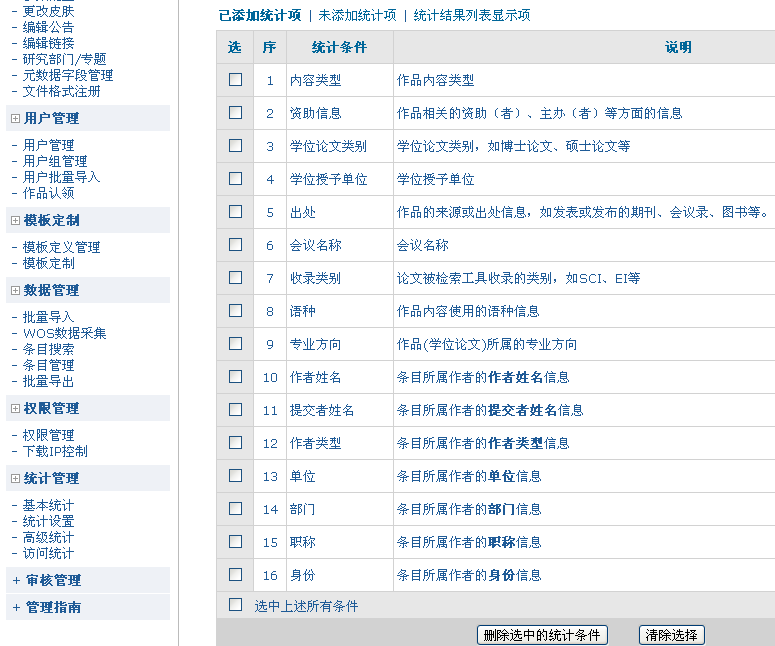 - 更改皮肤
- 编辑公告
- 编辑链接
- 研究部门/专题
- 元数据字段管理
- 文件格式注册
用户管理
- 用户管理
- 用户组管理
- 用户批量导入
- 作品认领
模板定制
- 模板定义管理
- 模板定制
数据管理
- 批量导入
- WOS数据采集
- 条目搜索
- 条目管理
- 批量导出
权限管理
- 权限管理
- 下载IP控制
统计管理
- 基本统计
- 统计设置
- 高级统计
- 访问统计
+ 审核管理
+ 管理指南
已添加统计项 | 未添加统计项 | 统计结果列表显示项
选 序 统计条件 说明
1 内容类型 作品内容类型
2 资助信息 作品相关的资助（者）、主办（者）等方面的信息
3 学位论文类别 学位论文类别，如博士论文、硕士论文等
4 学位授予单位 学位授予单位
5 出处 作品的来源或出处信息，如发表或发布的期刊、会议录、图书等。
6 会议名称 会议名称
7 收录类别 论文被检索工具收录的类别，如SCI、EI等
8 语种 作品内容使用的语种信息
9 专业方向 作品(学位论文)所属的专业方向
10 作者姓名 条目所属作者的作者姓名信息
11 提交者姓名 条目所属作者的提交者姓名信息
12 作者类型 条目所属作者的作者类型信息
13 单位 条目所属作者的单位信息
14 部门 条目所属作者的部门信息
15 职称 条目所属作者的职称信息
16 身份 条目所属作者的身份信息
选中上述所有条件
删除选中的统计条件 清除选择